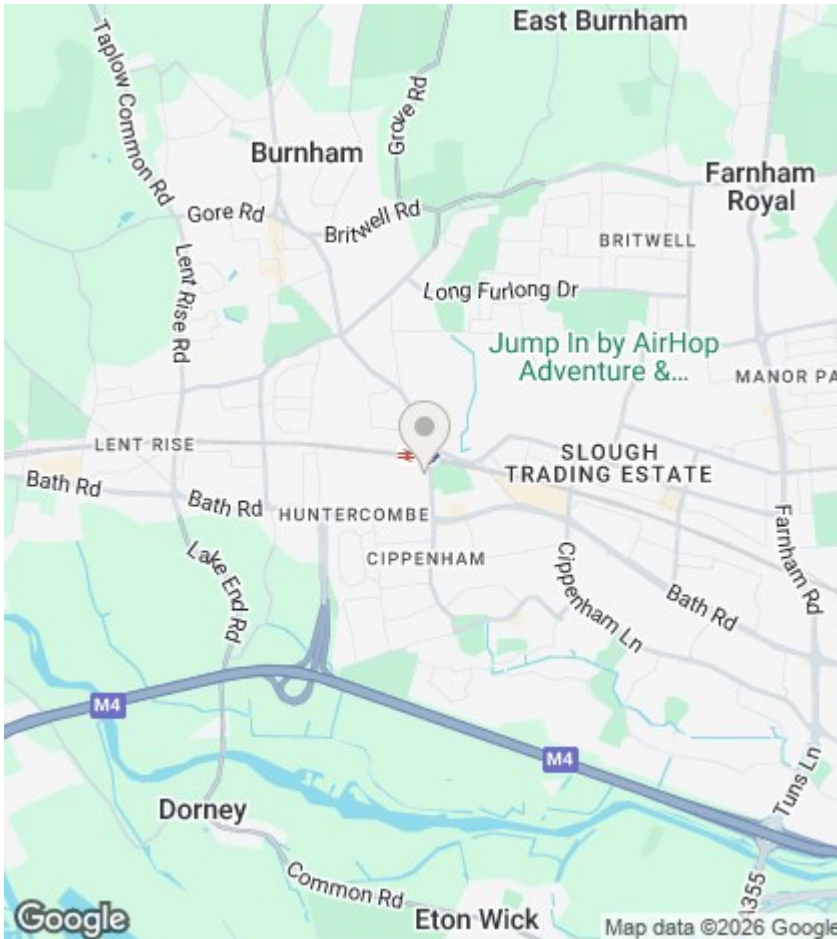 East Burnham
Taplow Common Rd
Grove Rd
Burnham
Farnham
Royal
Gore Rd
Britwell Rd
BRITWELL
Lent Rise Rd
Long Furlong Dr
Jump In by AirHop
Adventure &...
MANOR PA
LENT RISE
SLOUGH
TRADING ESTATE
Bath Rd
Bath Rd
HUNTERCOMBE
Farnham Rd
CIPPENHAM
Lake End Rd
Cippenham Ln
Bath Rd
M4
M4
Tuns Ln
Dorney
Common Rd
A355
Eton Wick
Google
Map data ©2026 Google